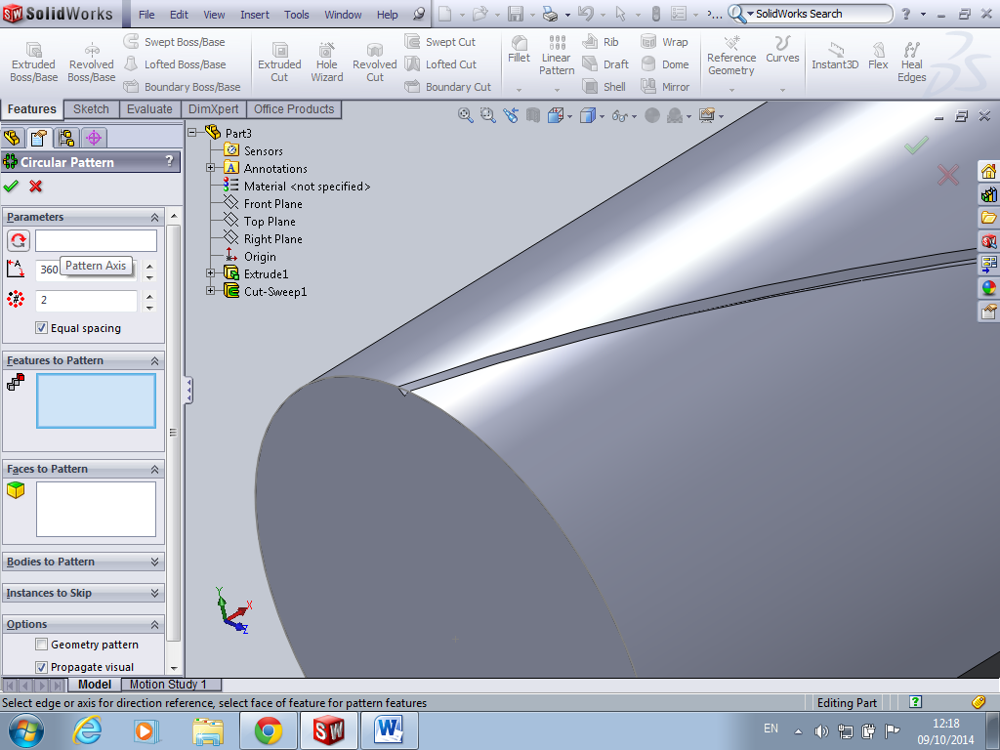 SW SolidWorks File Edit View Insert Tools Window Help SolidWorks Search ?
Extruded Boss/Base
Revolved Boss/Base
Swept Boss/Base
Lofted Boss/Base
Boundary Boss/Base
Extruded Cut
Hole Wizard
Revolved Cut
Swept Cut
Lofted Cut
Boundary Cut
Fillet
Linear Pattern
Rib
Draft
Shell
Wrap
Dome
Mirror
Reference Geometry
Curves
Instant3D
Flex
Heal Edges
Features Sketch Evaluate DimXpert Office Products
Circular Pattern ?
Parameters
360
Pattern Axis
2
Equal spacing
Features to Pattern
Faces to Pattern
Bodies to Pattern
Instances to Skip
Options
Geometry pattern
Propagate visual
Part3
Sensors
A Annotations
Material <not specified>
Front Plane
Top Plane
Right Plane
Origin
Extrude1
Cut-Sweep1
Y
X
Z
Model Motion Study 1
Select edge or axis for direction reference, select face of feature for pattern features
Editing Part ?
SW W EN 12:18
09/10/2014